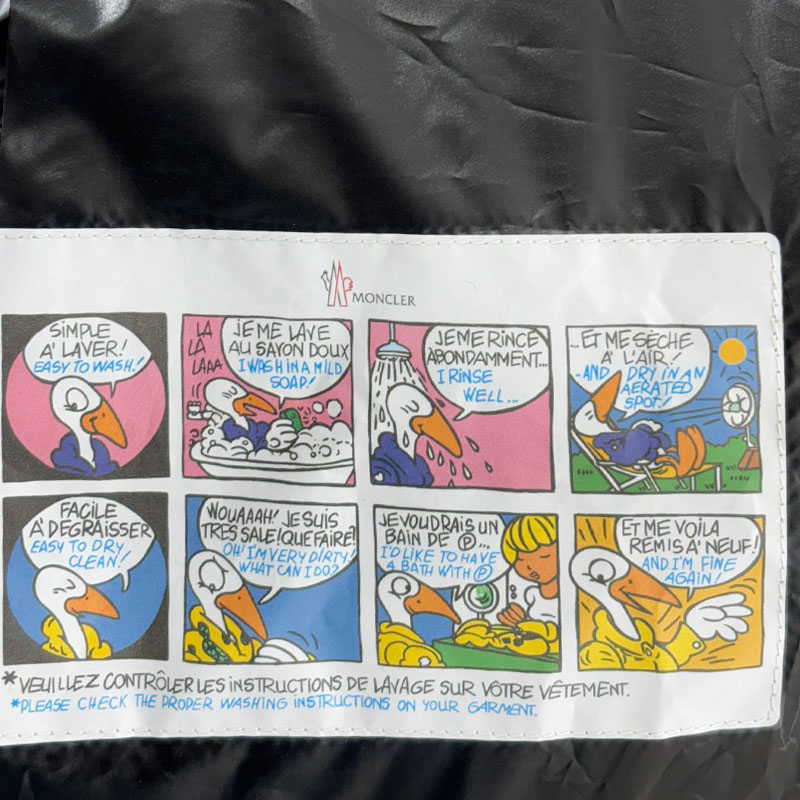 MONCLER
SIMPLE
A' LAVER!
EASY TO WASH!
LA
LA
LAAA
JE ME LAVE
AU SAVON DOUX
I WASH IN A MILD
SOAP!
JE ME RINCE
ABONDAMMENT...
I RINSE
WELL...
...ET ME SÈCHE
A' L'AIR!
..AND DRY IN AN
AERATED
SPOT!
FACILE
A' DEGRAISSER
EASY TO DRY
CLEAN!
WOUAAAH! JE SUIS
TRES SALE! QUE FAIRE?
OH! I'M VERY DIRTY!
WHAT CAN I DO?
JE VOUDRAIS UN
BAIN DE Ⓟ...
I'D LIKE TO HAVE
A BATH WITH Ⓟ
ET ME VOILA
REMIS A' NEUF!
AND I'M FINE
AGAIN!
*VEUILLEZ CONTRÔLER LES INSTRUCTIONS DE LAVAGE SUR VÔTRE VÊTEMENT.
*PLEASE CHECK THE PROPER WASHING INSTRUCTIONS ON YOUR GARMENT.